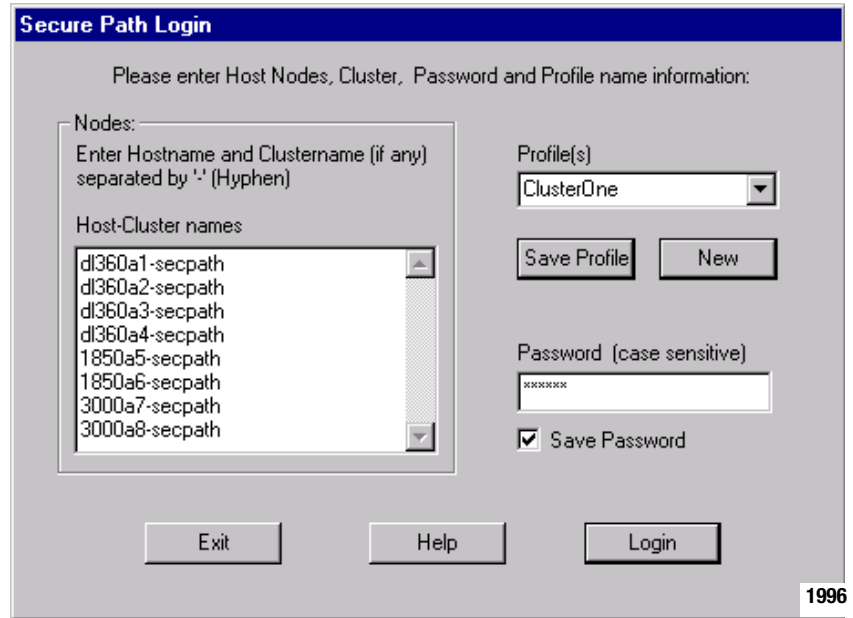 Secure Path Login
Please enter Host Nodes, Cluster, Password and Profile name information:
Nodes:
Enter Hostname and Clustername (if any)
separated by '-' (Hyphen)
Host-Cluster names
dl360a1-secpath
dl360a2-secpath
dl360a3-secpath
dl360a4-secpath
1850a5-secpath
1850a6-secpath
3000a7-secpath
3000a8-secpath
Profile(s)
ClusterOne
Save Profile
New
Password (case sensitive)
******
Save Password
Exit
Help
Login
1996